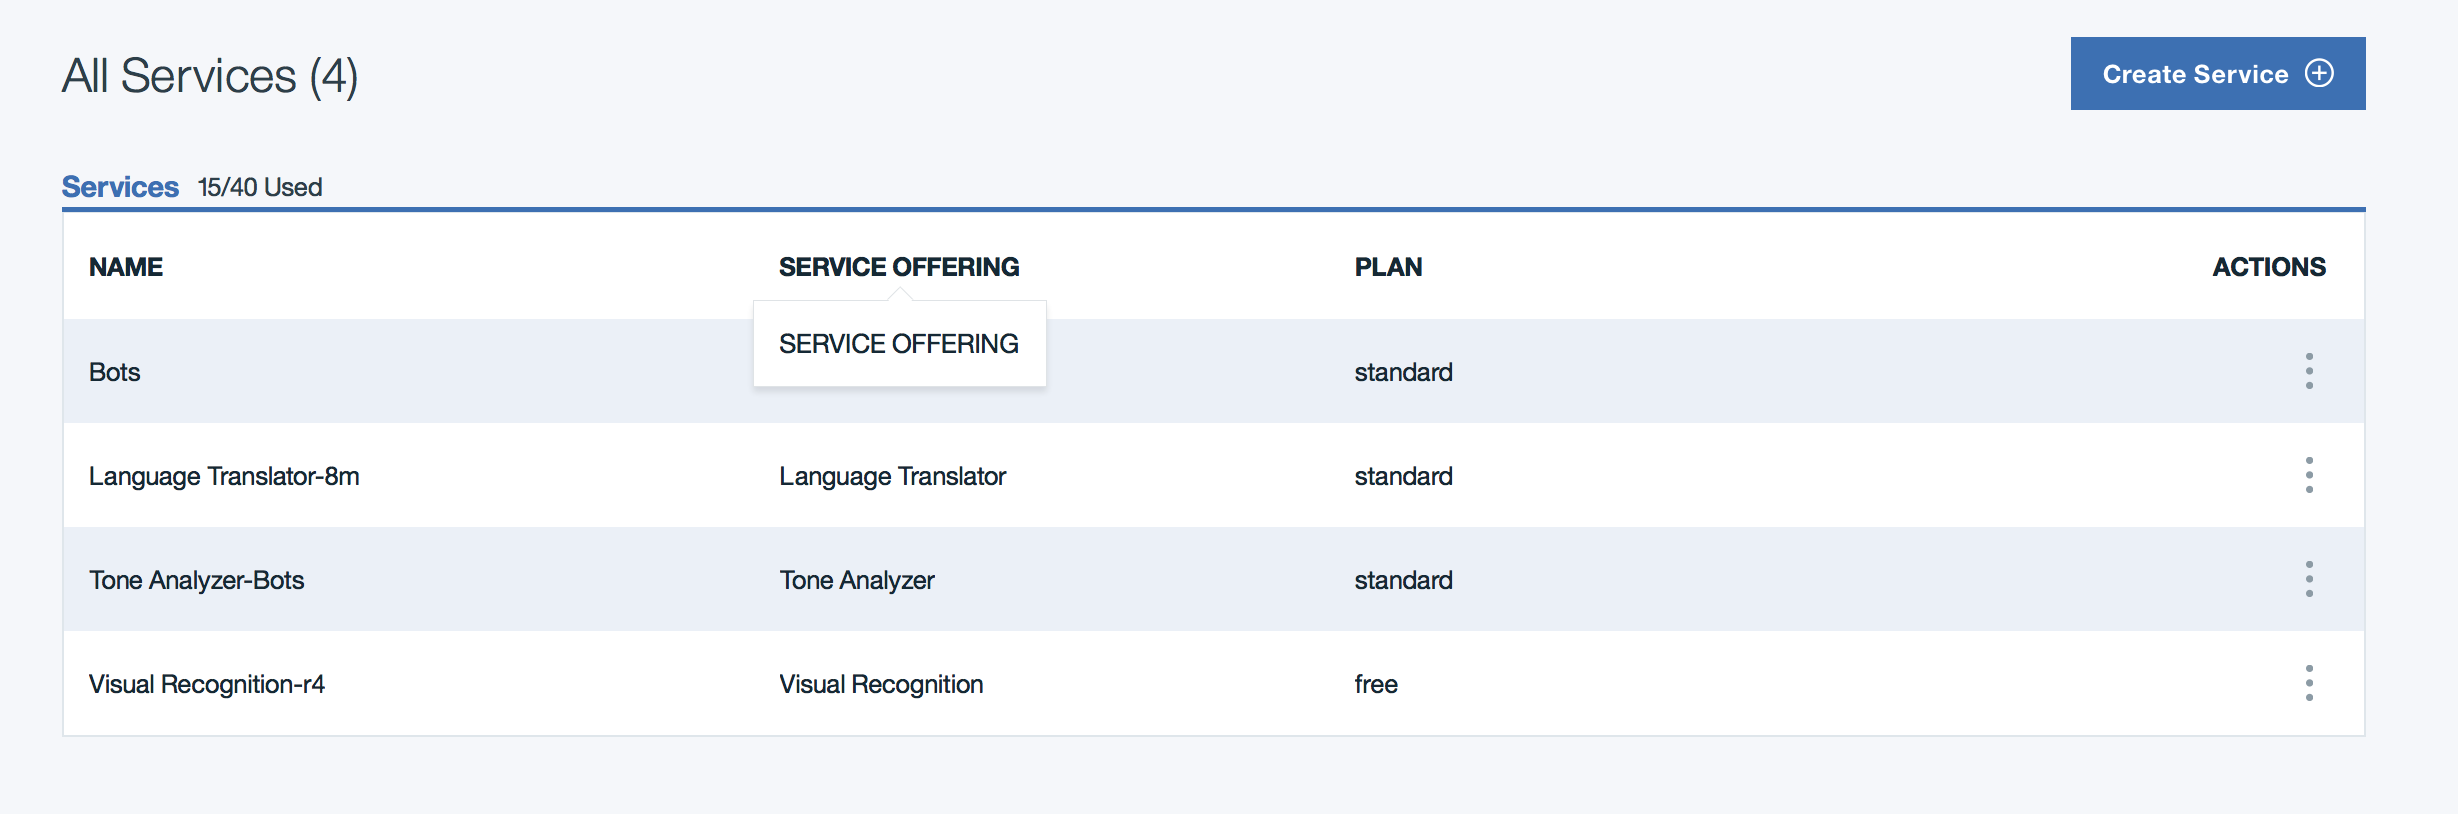 All Services (4)
Create Service
Services 15/40 Used
NAME SERVICE OFFERING PLAN ACTIONS
SERVICE OFFERING
Bots standard
Language Translator-8m Language Translator standard
Tone Analyzer-Bots Tone Analyzer standard
Visual Recognition-r4 Visual Recognition free